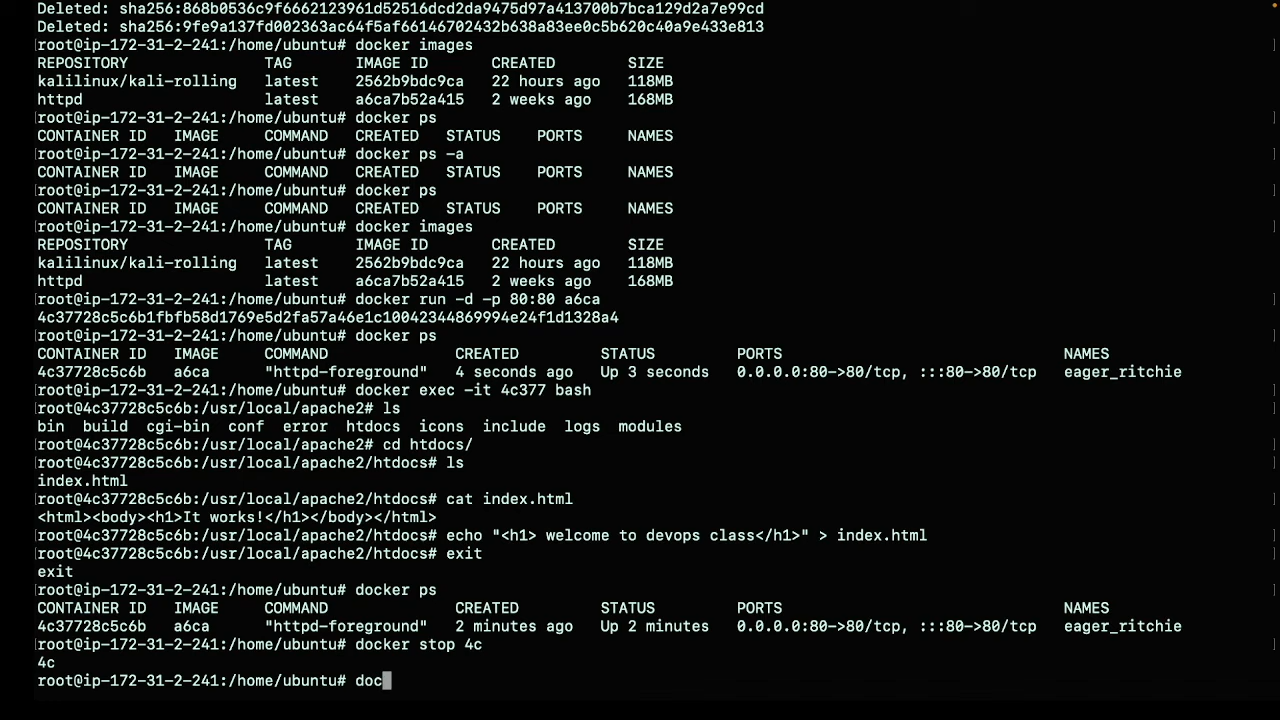 Deleted: sha256:868b0536c9f6662123961d52516dcd2da9475d97a413700b7bca129d2a7e99cd
Deleted: sha256:9fe9a137fd002363ac64f5af66146702432b638a83ee0c5b620c40a9e433e813
root@ip-172-31-2-241:/home/ubuntu# docker images
REPOSITORY TAG IMAGE ID CREATED SIZE
kalilinux/kali-rolling latest 2562b9bdc9ca 22 hours ago 118MB
httpd latest a6ca7b52a415 2 weeks ago 168MB
root@ip-172-31-2-241:/home/ubuntu# docker ps
CONTAINER ID IMAGE COMMAND CREATED STATUS PORTS NAMES
root@ip-172-31-2-241:/home/ubuntu# docker ps -a
CONTAINER ID IMAGE COMMAND CREATED STATUS PORTS NAMES
root@ip-172-31-2-241:/home/ubuntu# docker ps
CONTAINER ID IMAGE COMMAND CREATED STATUS PORTS NAMES
root@ip-172-31-2-241:/home/ubuntu# docker images
REPOSITORY TAG IMAGE ID CREATED SIZE
kalilinux/kali-rolling latest 2562b9bdc9ca 22 hours ago 118MB
httpd latest a6ca7b52a415 2 weeks ago 168MB
root@ip-172-31-2-241:/home/ubuntu# docker run -d -p 80:80 a6ca
4c37728c5c6b1fbfb58d1769e5d2fa57a46e1c10042344869994e24f1d1328a4
root@ip-172-31-2-241:/home/ubuntu# docker ps
CONTAINER ID IMAGE COMMAND CREATED STATUS PORTS NAMES
4c37728c5c6b a6ca "httpd-foreground" 4 seconds ago Up 3 seconds 0.0.0.0:80->80/tcp, :::80->80/tcp eager_ritchie
root@ip-172-31-2-241:/home/ubuntu# docker exec -it 4c377 bash
root@4c37728c5c6b:/usr/local/apache2# ls
bin build cgi-bin conf error htdocs icons include logs modules
root@4c37728c5c6b:/usr/local/apache2# cd htdocs/
root@4c37728c5c6b:/usr/local/apache2/htdocs# ls
index.html
root@4c37728c5c6b:/usr/local/apache2/htdocs# cat index.html
<html><body><h1>It works!</h1></body></html>
root@4c37728c5c6b:/usr/local/apache2/htdocs# echo "<h1> welcome to devops class</h1>" > index.html
root@4c37728c5c6b:/usr/local/apache2/htdocs# exit
exit
root@ip-172-31-2-241:/home/ubuntu# docker ps
CONTAINER ID IMAGE COMMAND CREATED STATUS PORTS NAMES
4c37728c5c6b a6ca "httpd-foreground" 2 minutes ago Up 2 minutes 0.0.0.0:80->80/tcp, :::80->80/tcp eager_ritchie
root@ip-172-31-2-241:/home/ubuntu# docker stop 4c
4c
root@ip-172-31-2-241:/home/ubuntu# doc